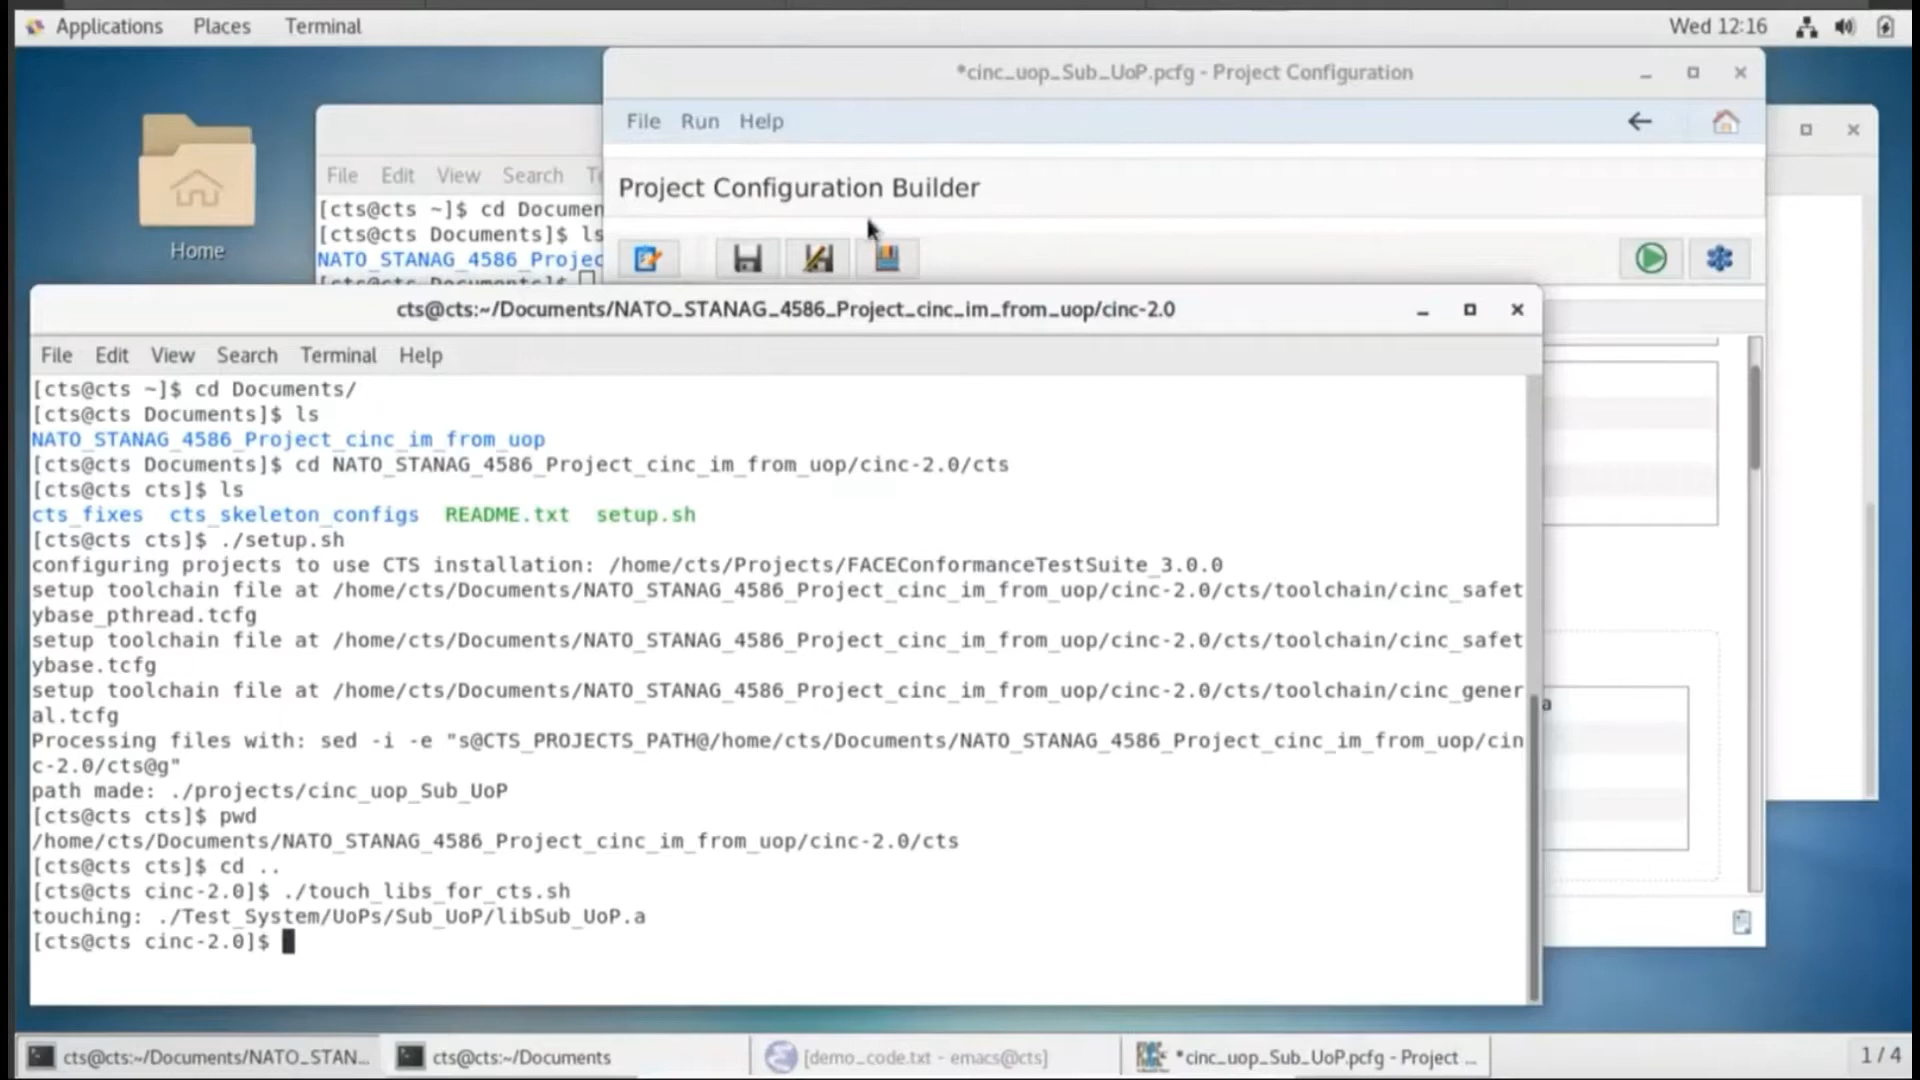 Applications Places Terminal Wed 12:16
*cinc_uop_Sub_UoP.pcfg - Project Configuration
File Run Help
Project Configuration Builder
Home
File Edit View Search
[cts@cts ~]$ cd Documen
[cts@cts Documents]$ ls
NATO_STANAG_4586_Projec
[cts@cts Documents]$
cts@cts:~/Documents/NATO_STANAG_4586_Project_cinc_im_from_uop/cinc-2.0
File Edit View Search Terminal Help
[cts@cts ~]$ cd Documents/
[cts@cts Documents]$ ls
NATO_STANAG_4586_Project_cinc_im_from_uop
[cts@cts Documents]$ cd NATO_STANAG_4586_Project_cinc_im_from_uop/cinc-2.0/cts
[cts@cts cts]$ ls
cts_fixes cts_skeleton_configs README.txt setup.sh
[cts@cts cts]$ ./setup.sh
configuring projects to use CTS installation: /home/cts/Projects/FACEConformanceTestSuite_3.0.0
setup toolchain file at /home/cts/Documents/NATO_STANAG_4586_Project_cinc_im_from_uop/cinc-2.0/cts/toolchain/cinc_safet
ybase_pthread.tcfg
setup toolchain file at /home/cts/Documents/NATO_STANAG_4586_Project_cinc_im_from_uop/cinc-2.0/cts/toolchain/cinc_safet
ybase.tcfg
setup toolchain file at /home/cts/Documents/NATO_STANAG_4586_Project_cinc_im_from_uop/cinc-2.0/cts/toolchain/cinc_gener
al.tcfg
Processing files with: sed -i -e "s@CTS_PROJECTS_PATH@/home/cts/Documents/NATO_STANAG_4586_Project_cinc_im_from_uop/cin
c-2.0/cts@g"
path made: ./projects/cinc_uop_Sub_UoP
[cts@cts cts]$ pwd
/home/cts/Documents/NATO_STANAG_4586_Project_cinc_im_from_uop/cinc-2.0/cts
[cts@cts cts]$ cd ..
[cts@cts cinc-2.0]$ ./touch_libs_for_cts.sh
touching: ./Test_System/UoPs/Sub_UoP/libSub_UoP.a
[cts@cts cinc-2.0]$
a
cts@cts:~/Documents/NATO_STAN... cts@cts:~/Documents [demo_code.txt - emacs@cts] *cinc_uop_Sub_UoP.pcfg - Project ... 1 / 4